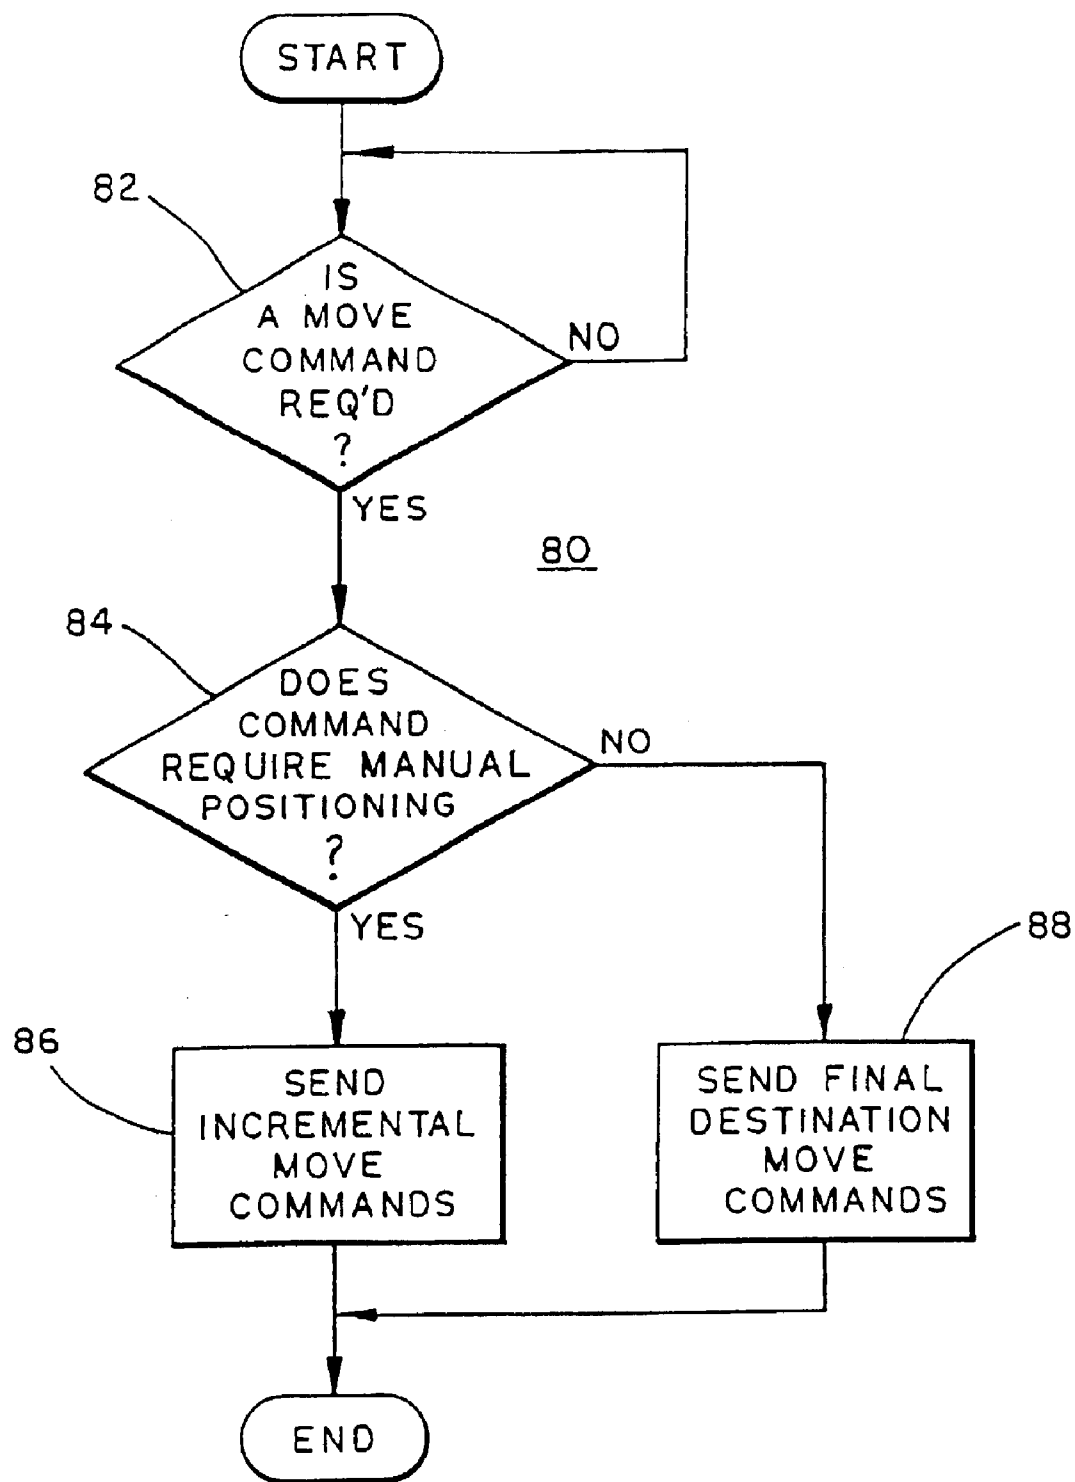 START
82
IS
A MOVE
COMMAND
REQ'D
?
NO
YES
80
84
DOES
COMMAND
REQUIRE MANUAL
POSITIONING
?
NO
YES
88
86
SEND
INCREMENTAL
MOVE
COMMANDS
SEND FINAL
DESTINATION
MOVE
COMMANDS
END